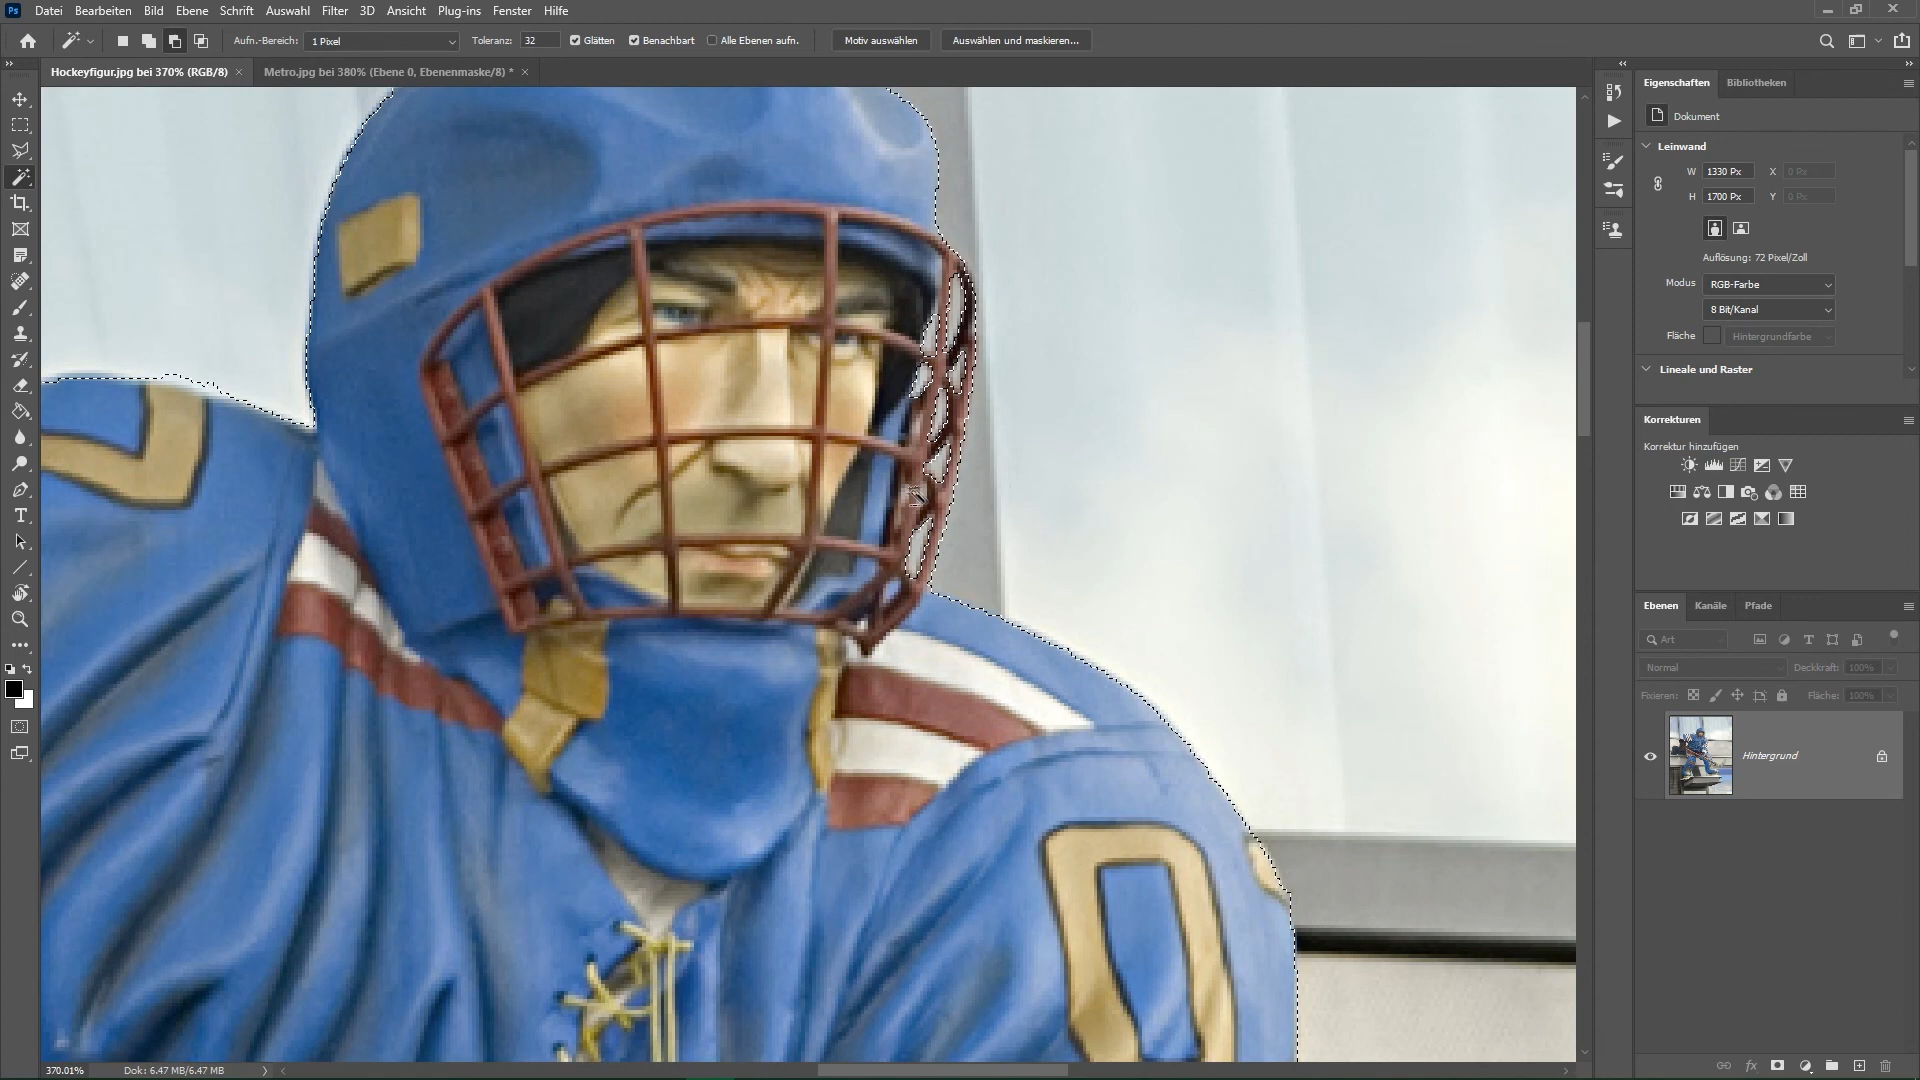 Ps Datei Bearbeiten Bild Ebene Schrift Auswahl Filter 3D Ansicht Plug-ins Fenster Hilfe
Aufn.-Bereich: 1 Pixel Toleranz: 32 Glätten Benachbart Alle Ebenen aufn. Motiv auswählen Auswählen und maskieren...
Hockeyfigur.jpg bei 370% (RGB/8) × Metro.jpg bei 380% (Ebene 0, Ebenenmaske/8) * ×
Eigenschaften Bibliotheken
Dokument
Leinwand
W 1330 Px X 0 Px
H 1700 Px Y 0 Px
Auflösung: 72 Pixel/Zoll
Modus RGB-Farbe
8 Bit/Kanal
Fläche Hintergrundfarbe
Lineale und Raster
Korrekturen
Korrektur hinzufügen
Ebenen Kanäle Pfade
Art
Normal Deckkraft: 100%
Fixieren: Fläche: 100%
Hintergrund
fx
370.01% Dok: 6.47 MB/6.47 MB